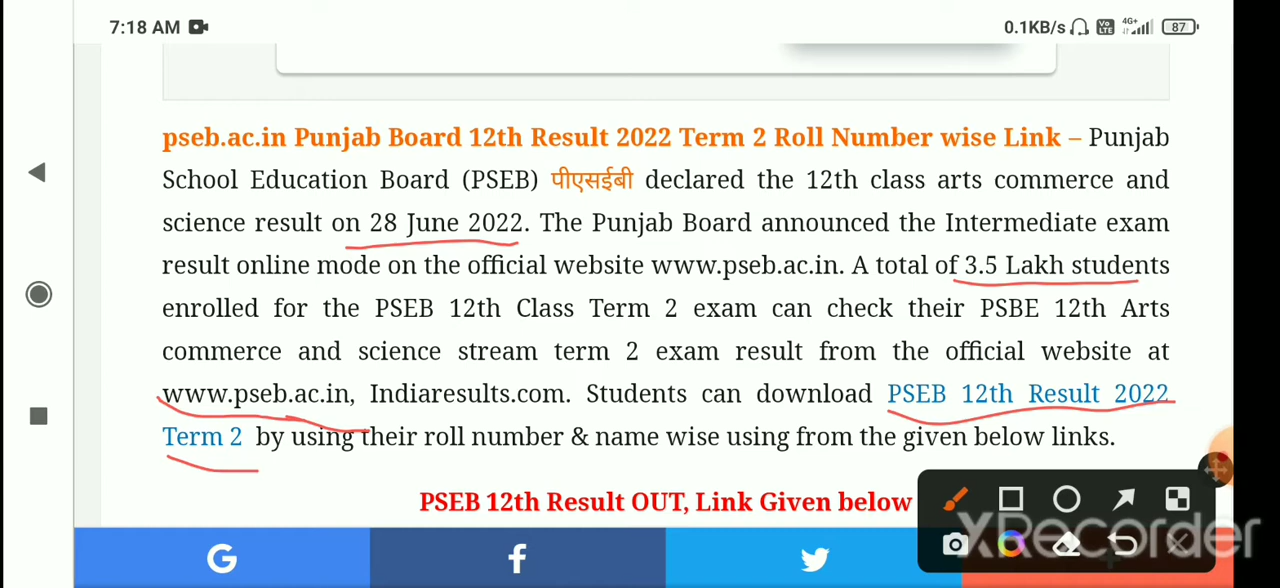 7:18 AM
0.1KB/s Vo LTE 4G+ 87
pseb.ac.in Punjab Board 12th Result 2022 Term 2 Roll Number wise Link – Punjab
School Education Board (PSEB) पीएसईबी declared the 12th class arts commerce and
science result on 28 June 2022. The Punjab Board announced the Intermediate exam
result online mode on the official website www.pseb.ac.in. A total of 3.5 Lakh students
enrolled for the PSEB 12th Class Term 2 exam can check their PSBE 12th Arts
commerce and science stream term 2 exam result from the official website at
www.pseb.ac.in, Indiaresults.com. Students can download PSEB 12th Result 2022
Term 2 by using their roll number & name wise using from the given below links.
PSEB 12th Result OUT, Link Given below
XRecorder